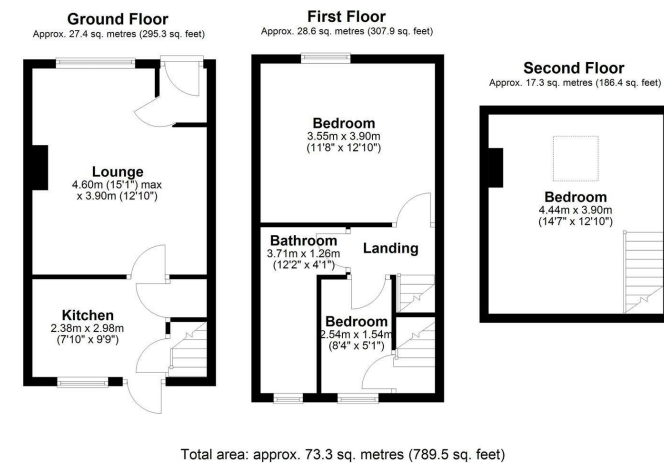 Ground Floor
Approx. 27.4 sq. metres (295.3 sq. feet)
Lounge
4.60m (15'1") max
x 3.90m (12'10")
Kitchen
2.38m x 2.98m
(7'10" x 9'9")
First Floor
Approx. 28.6 sq. metres (307.9 sq. feet)
Bedroom
3.55m x 3.90m
(11'8" x 12'10")
Bathroom
3.71m x 1.26m
(12'2" x 4'1")
Landing
Bedroom
2.54m x 1.54m
(8'4" x 5'1")
Second Floor
Approx. 17.3 sq. metres (186.4 sq. feet)
Bedroom
4.44m x 3.90m
(14'7" x 12'10")
Total area: approx. 73.3 sq. metres (789.5 sq. feet)